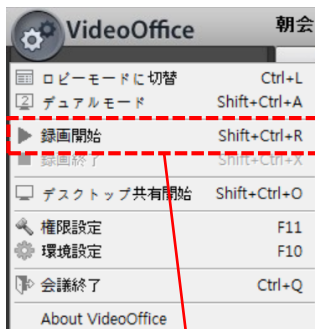 VideoOffice 朝会
ロビーモードに切替 Ctrl+L
デュアルモード Shift+Ctrl+A
録画開始 Shift+Ctrl+R
録画終了 Shift+Ctrl+X
デスクトップ共有開始 Shift+Ctrl+O
権限設定 F11
環境設定 F10
会議終了 Ctrl+Q
About VideoOffice